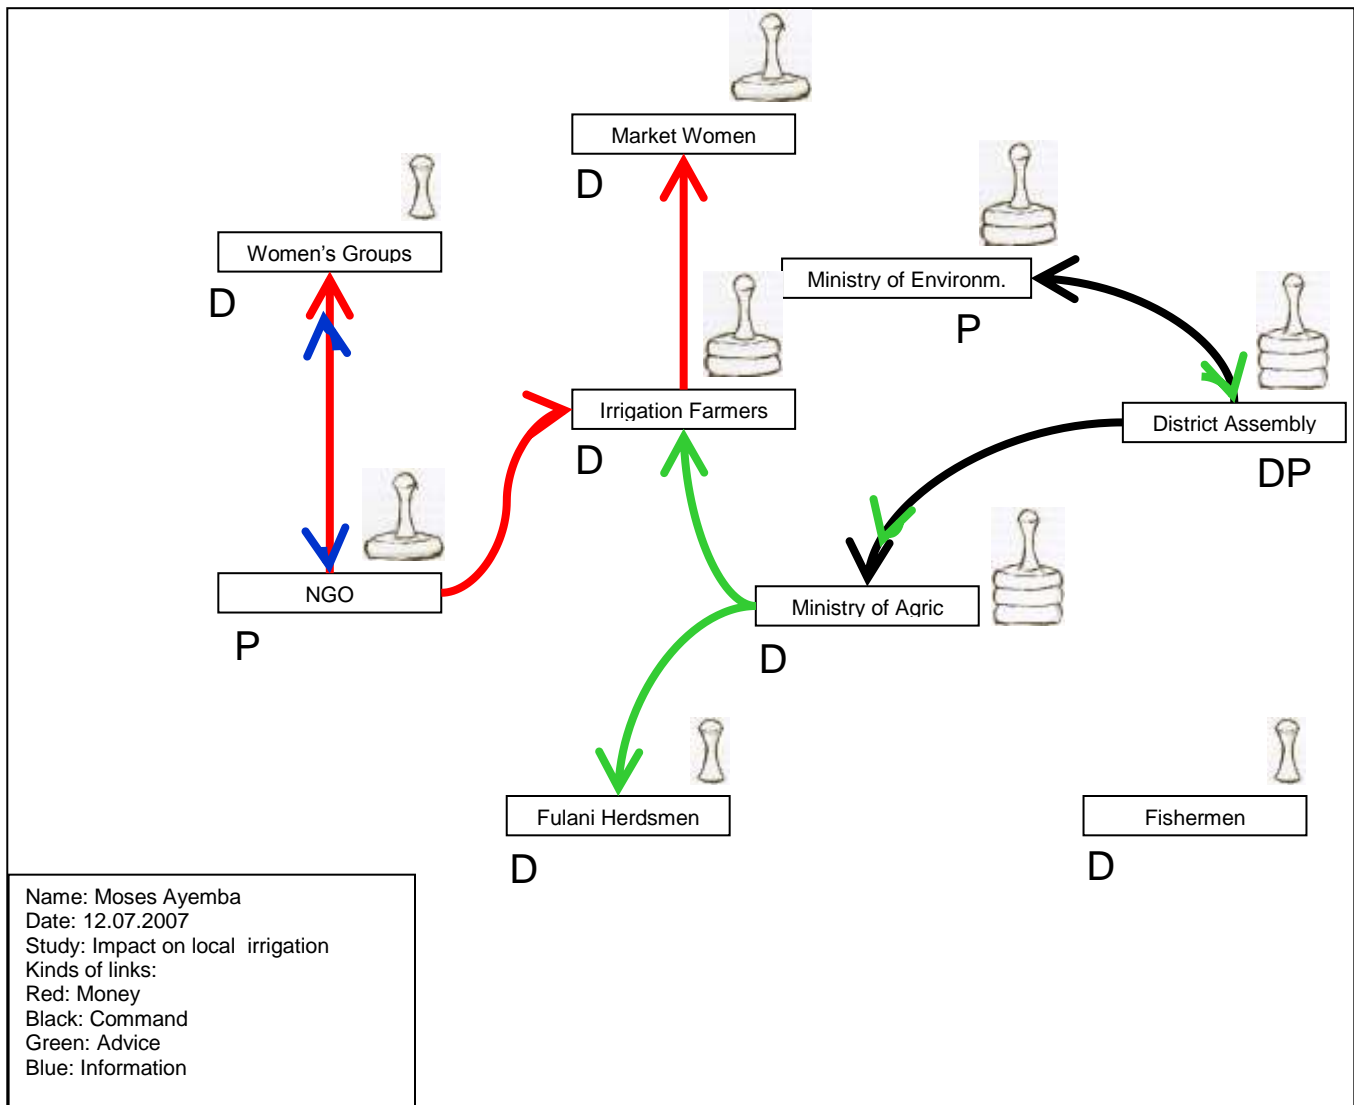 Market Women
D
Women's Groups
D
Ministry of Environm.
P
Irrigation Farmers
D
District Assembly
DP
NGO
P
Ministry of Agric
D
Fulani Herdsmen
D
Fishermen
D
Name: Moses Ayemba
Date: 12.07.2007
Study: Impact on local  irrigation
Kinds of links:
Red: Money
Black: Command
Green: Advice
Blue: Information